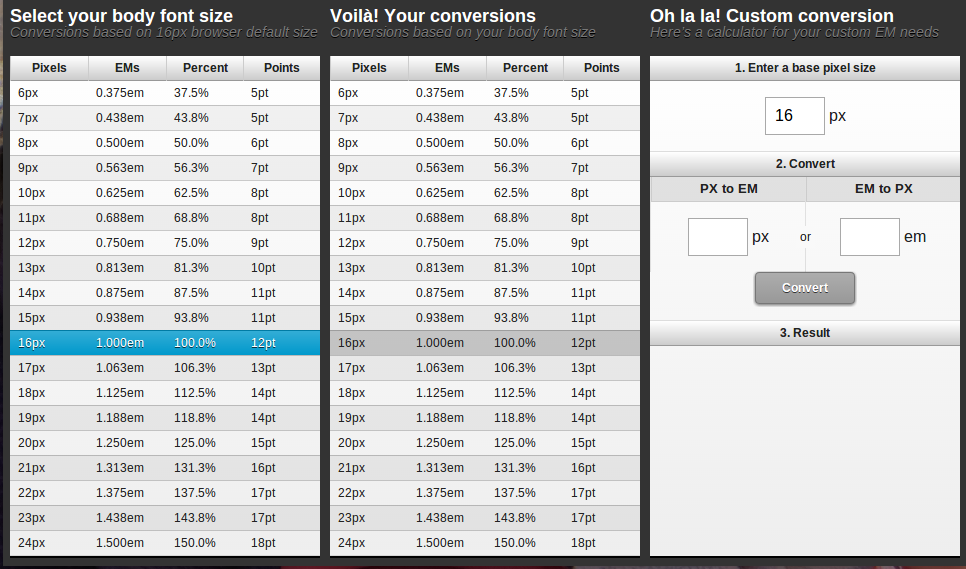 Select your body font size
Conversions based on 16px browser default size
Pixels EMs Percent Points
6px 0.375em 37.5% 5pt
7px 0.438em 43.8% 5pt
8px 0.500em 50.0% 6pt
9px 0.563em 56.3% 7pt
10px 0.625em 62.5% 8pt
11px 0.688em 68.8% 8pt
12px 0.750em 75.0% 9pt
13px 0.813em 81.3% 10pt
14px 0.875em 87.5% 11pt
15px 0.938em 93.8% 11pt
16px 1.000em 100.0% 12pt
17px 1.063em 106.3% 13pt
18px 1.125em 112.5% 14pt
19px 1.188em 118.8% 14pt
20px 1.250em 125.0% 15pt
21px 1.313em 131.3% 16pt
22px 1.375em 137.5% 17pt
23px 1.438em 143.8% 17pt
24px 1.500em 150.0% 18pt
Voilà! Your conversions
Conversions based on your body font size
Pixels EMs Percent Points
6px 0.375em 37.5% 5pt
7px 0.438em 43.8% 5pt
8px 0.500em 50.0% 6pt
9px 0.563em 56.3% 7pt
10px 0.625em 62.5% 8pt
11px 0.688em 68.8% 8pt
12px 0.750em 75.0% 9pt
13px 0.813em 81.3% 10pt
14px 0.875em 87.5% 11pt
15px 0.938em 93.8% 11pt
16px 1.000em 100.0% 12pt
17px 1.063em 106.3% 13pt
18px 1.125em 112.5% 14pt
19px 1.188em 118.8% 14pt
20px 1.250em 125.0% 15pt
21px 1.313em 131.3% 16pt
22px 1.375em 137.5% 17pt
23px 1.438em 143.8% 17pt
24px 1.500em 150.0% 18pt
Oh la la! Custom conversion
Here's a calculator for your custom EM needs
1. Enter a base pixel size
16 px
2. Convert
PX to EM EM to PX
px or em
Convert
3. Result